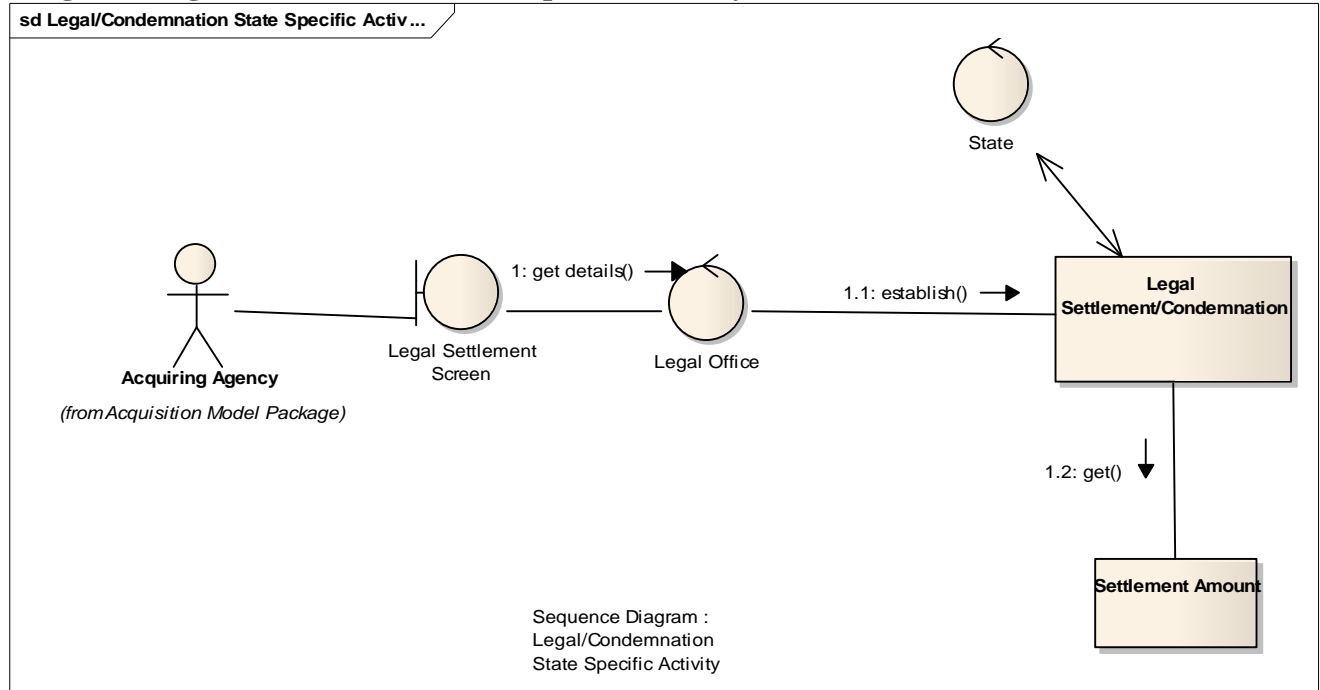 sd Legal/Condemnation State Specific Activ...
State
1: get details()
1.1: establish()
Legal
Settlement/Condemnation
Legal Settlement
Screen
Legal Office
Acquiring Agency
(from Acquisition Model Package)
1.2: get()
Settlement Amount
Sequence Diagram :
Legal/Condemnation
State Specific Activity